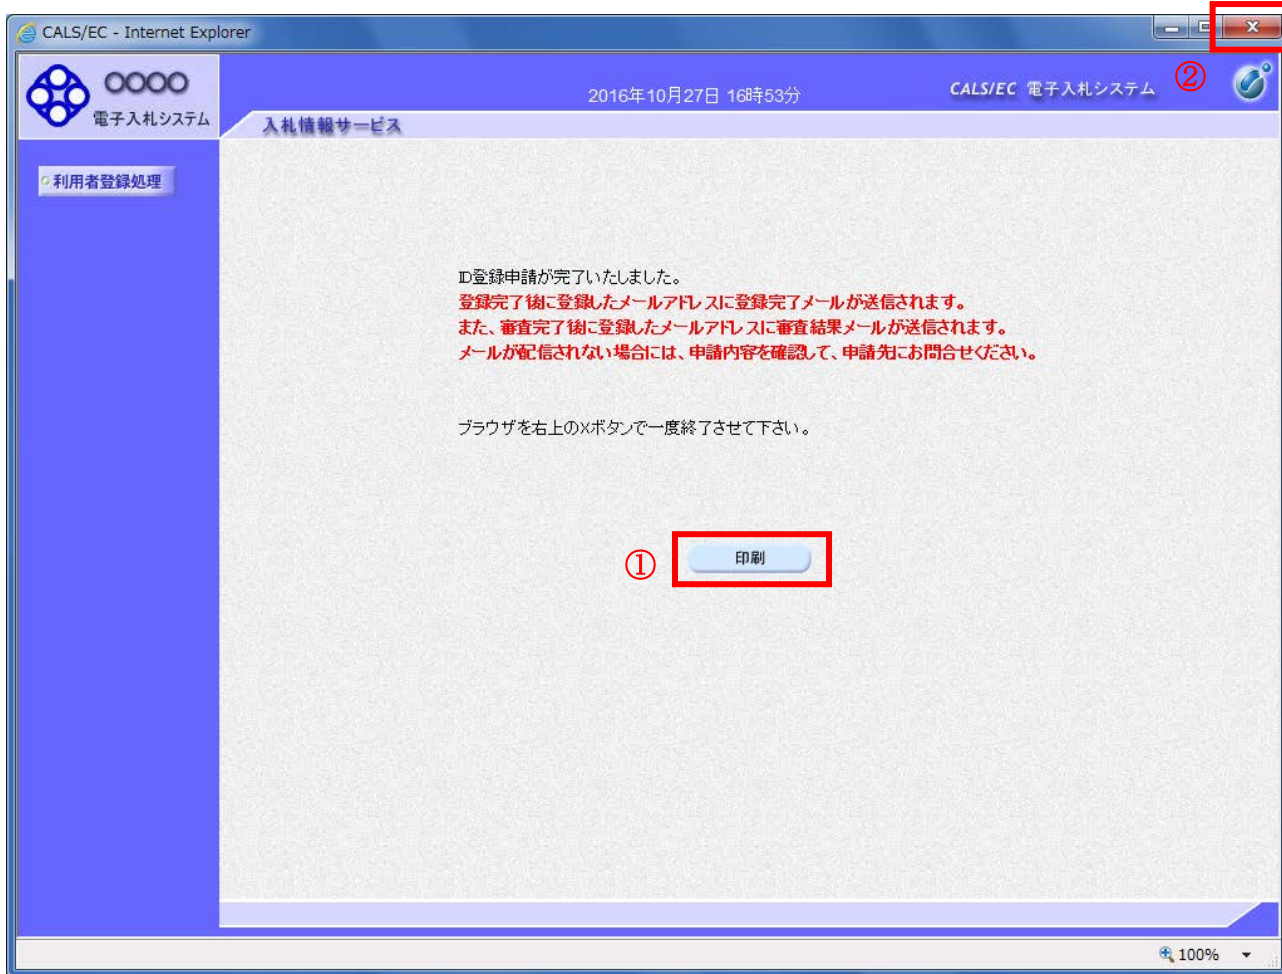 CALS/EC - Internet Explorer
②
OOOO
電子入札システム
2016年10月27日 16時53分
CALS/EC 電子入札システム
入札情報サービス
利用者登録処理
ID登録申請が完了いたしました。
登録完了後に登録したメールアドレスに登録完了メールが送信されます。
また、審査完了後に登録したメールアドレスに審査結果メールが送信されます。
メールが配信されない場合には、申請内容を確認して、申請先にお問合せください。
ブラウザを右上の×ボタンで一度終了させて下さい。
① 印刷
100%